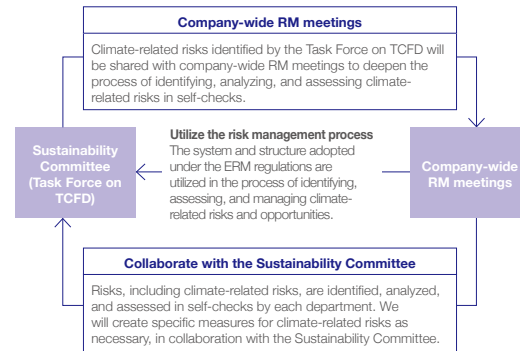 Company-wide RM meetings
Climate-related risks identified by the Task Force on TCFD will
be shared with company-wide RM meetings to deepen the
process of identifying, analyzing, and assessing climate-
related risks in self-checks.
Sustainability
Committee
(Task Force on
TCFD)
Utilize the risk management process
The system and structure adopted
under the ERM regulations are
utilized in the process of identifying,
assessing, and managing climate-
related risks and opportunities.
Company-wide
RM meetings
Collaborate with the Sustainability Committee
Risks, including climate-related risks, are identified, analyzed,
and assessed in self-checks by each department. We
will create specific measures for climate-related risks as
necessary, in collaboration with the Sustainability Committee.